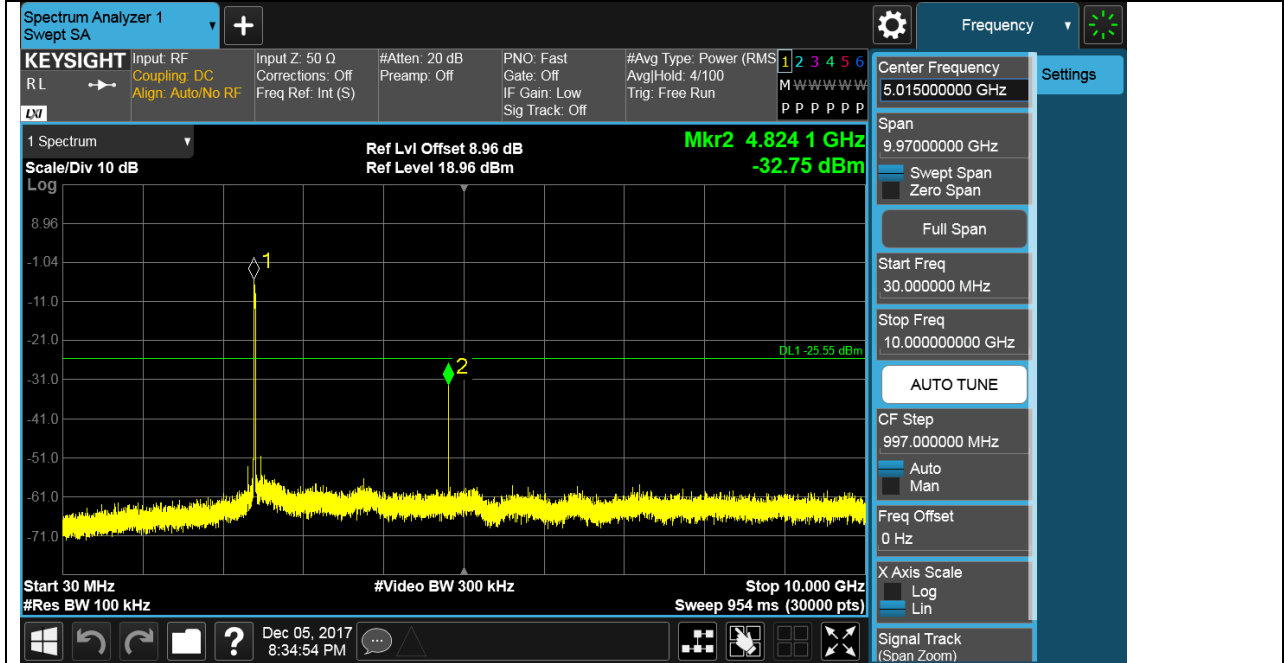 Spectrum Analyzer 1
Swept SA
+
Frequency
KEYSIGHT
R L
LXI
Input: RF
Coupling: DC
Align: Auto/No RF
Input Z: 50 Ω
Corrections: Off
Freq Ref: Int (S)
#Atten: 20 dB
Preamp: Off
PNO: Fast
Gate: Off
IF Gain: Low
Sig Track: Off
#Avg Type: Power (RMS
Avg|Hold: 4/100
Trig: Free Run
1 2 3 4 5 6
M W W W W W
P P P P P P
1 Spectrum
Scale/Div 10 dB
Log
Ref Lvl Offset 8.96 dB
Ref Level 18.96 dBm
Mkr2 4.824 1 GHz
-32.75 dBm
8.96
-1.04
-11.0
-21.0
-31.0
-41.0
-51.0
-61.0
-71.0
1
2
DL1 -25.55 dBm
Start 30 MHz
#Res BW 100 kHz
#Video BW 300 kHz
Stop 10.000 GHz
Sweep 954 ms (30000 pts)
?
Dec 05, 2017
8:34:54 PM
Center Frequency
5.015000000 GHz
Span
9.97000000 GHz
Swept Span
Zero Span
Full Span
Start Freq
30.000000 MHz
Stop Freq
10.000000000 GHz
AUTO TUNE
CF Step
997.000000 MHz
Auto
Man
Freq Offset
0 Hz
X Axis Scale
Log
Lin
Signal Track
(Span Zoom)
Settings